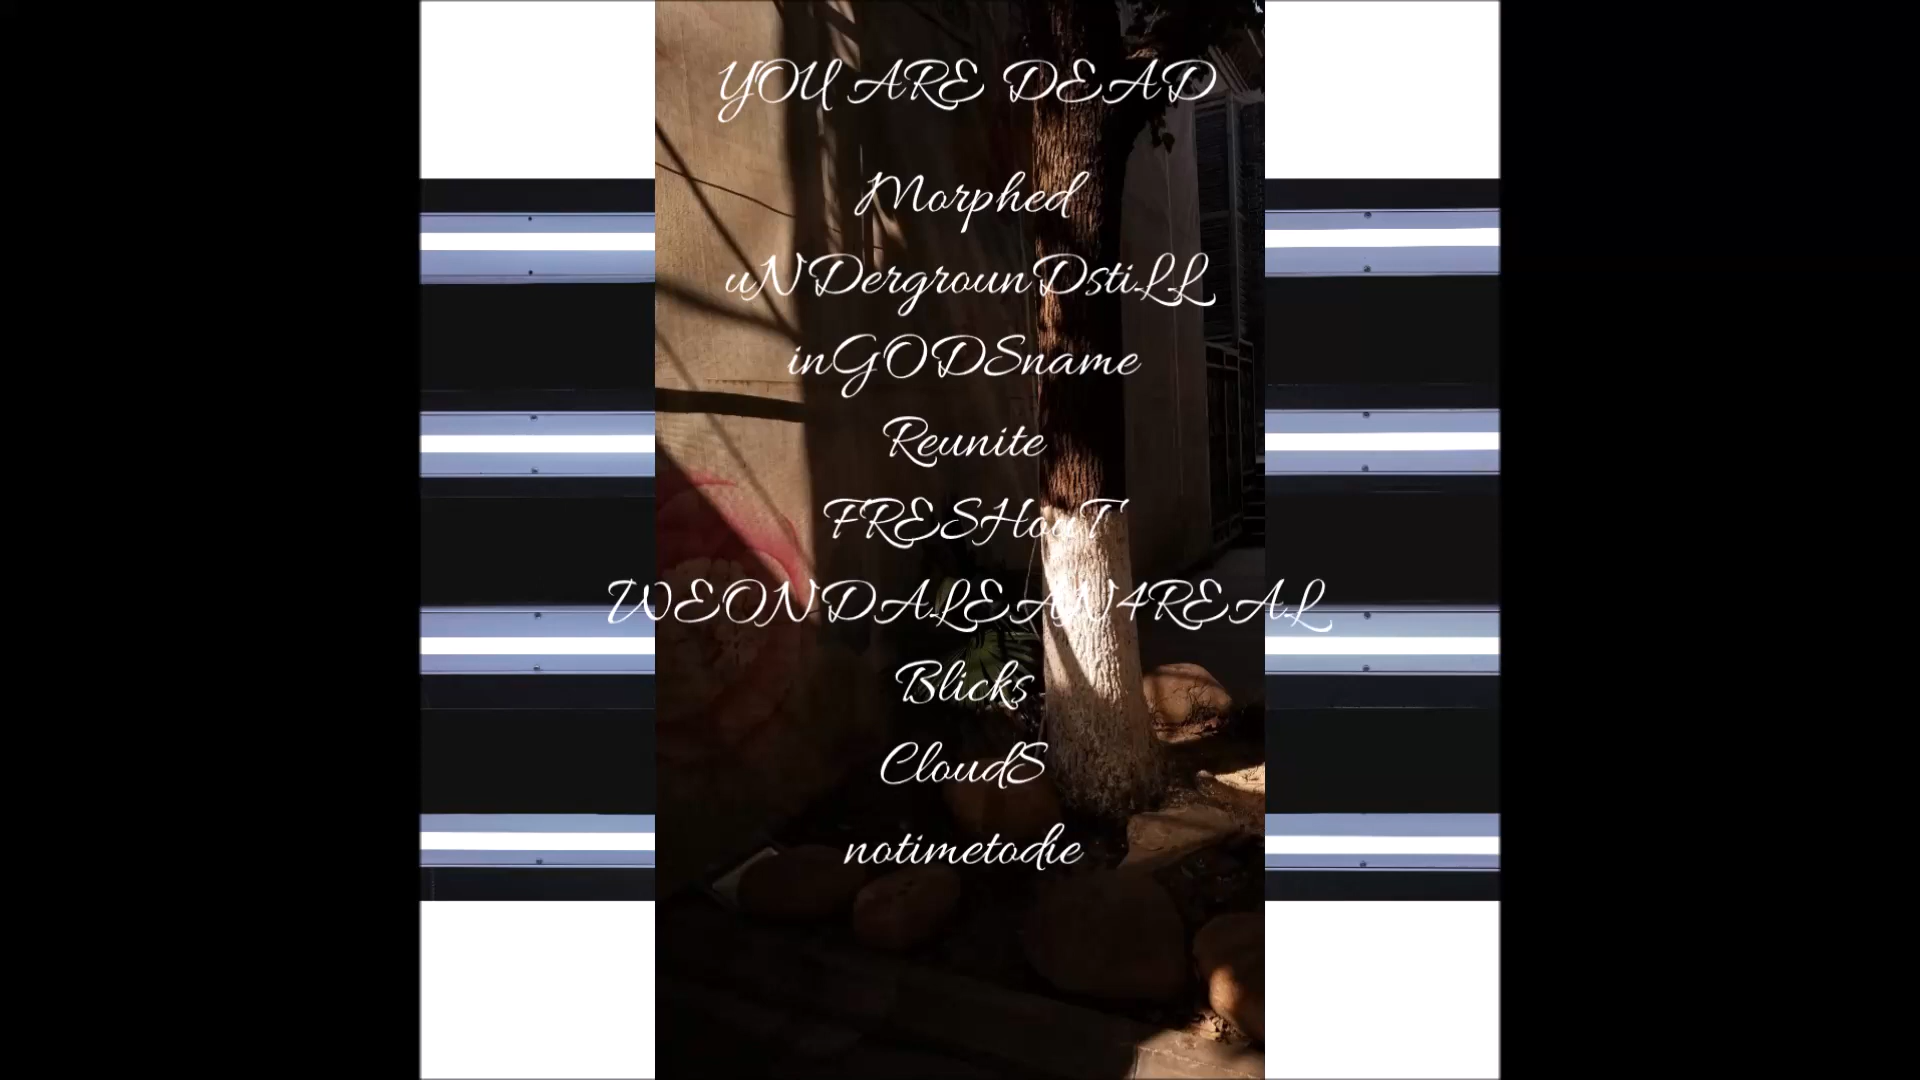 YOU ARE DEAD
Morphed
uNDergrounDstiLL
inGODSname
Reunite
FRESHouT
WEONDALEAN4REAL
Blicks
CloudS
notimetodie